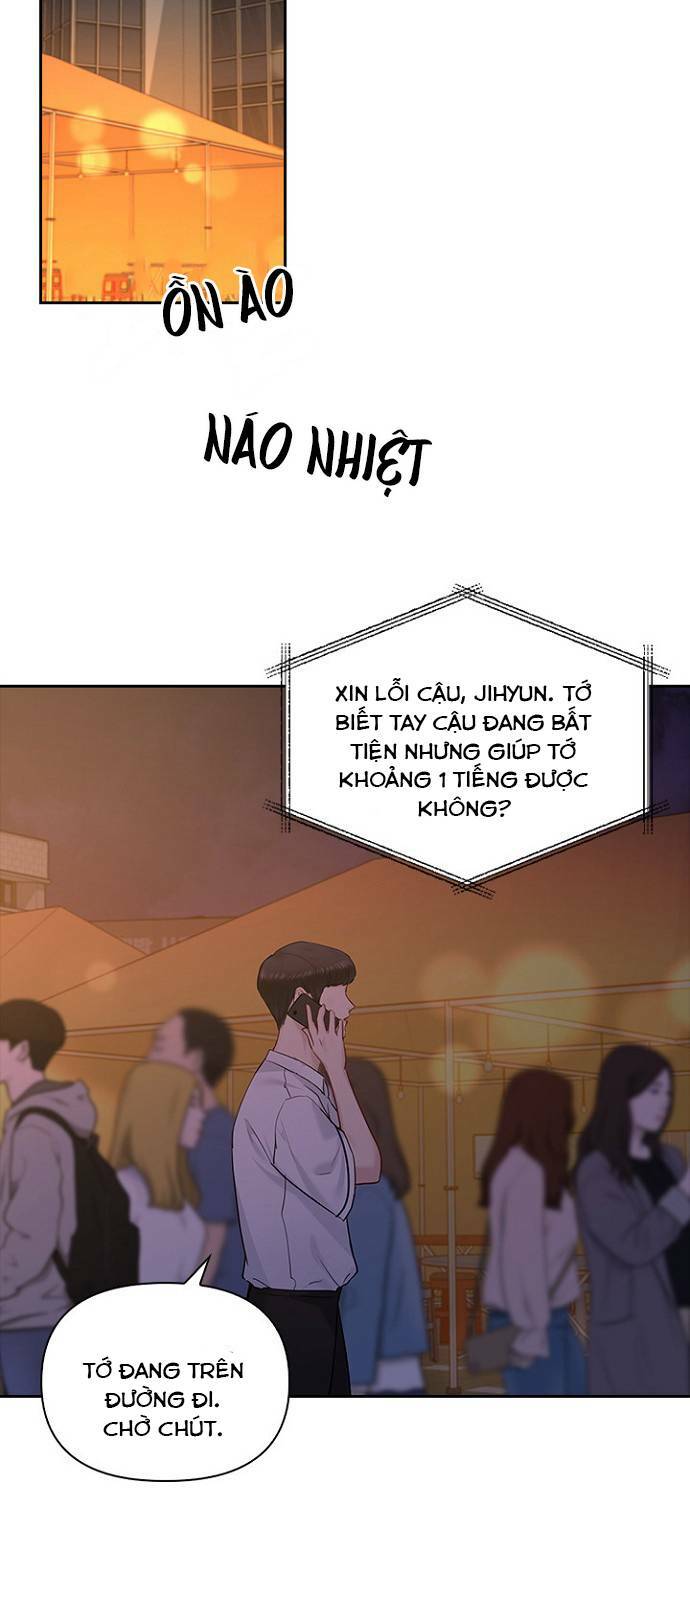 ỒN ÀO
NÁO NHIỆT
XIN LỖI CẬU, JIHYUN. TỚ
BIẾT TAY CẬU ĐANG BẤT
TIỆN NHƯNG GIÚP TỚ
KHOẢNG 1 TIẾNG ĐƯỢC
KHÔNG?
TỚ ĐANG TRÊN
ĐƯỜNG ĐI.
CHỜ CHÚT.